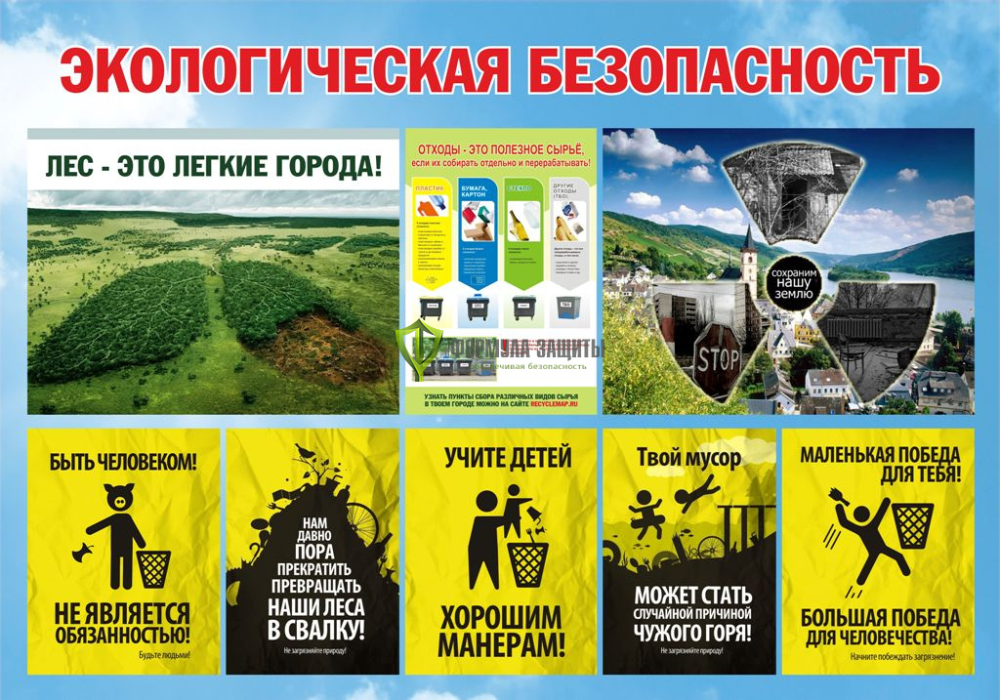 ЭКОЛОГИЧЕСКАЯ БЕЗОПАСНОСТЬ
ЛЕС - ЭТО ЛЕГКИЕ ГОРОДА!
ОТХОДЫ - ЭТО ПОЛЕЗНОЕ СЫРЬЁ,
если их собирать отдельно и перерабатывать!
ПЛАСТИК
БУМАГА,
КАРТОН
СТЕКЛО
ДРУГИЕ
ОТХОДЫ
(ТБО)
ТБО
ФОРМУЛА ЗАЩИТЫ
безопасность
УЗНАТЬ ПУНКТЫ СБОРА РАЗЛИЧНЫХ ВИДОВ СЫРЬЯ
В ТВОЕМ ГОРОДЕ МОЖНО НА САЙТЕ RECYCLEMAP.RU
сохраним
нашу
землю
STOP
БЫТЬ ЧЕЛОВЕКОМ!
НЕ ЯВЛЯЕТСЯ
ОБЯЗАННОСТЬЮ!
Будьте людьми!
НАМ
ДАВНО
ПОРА
ПРЕКРАТИТЬ
ПРЕВРАЩАТЬ
НАШИ ЛЕСА
В СВАЛКУ!
Не загрязняйте природу!
УЧИТЕ ДЕТЕЙ
ХОРОШИМ
МАНЕРАМ!
Твой мусор
МОЖЕТ СТАТЬ
СЛУЧАЙНОЙ ПРИЧИНОЙ
ЧУЖОГО ГОРЯ!
Не загрязняйте природу!
МАЛЕНЬКАЯ ПОБЕДА
ДЛЯ ТЕБЯ!
БОЛЬШАЯ ПОБЕДА
ДЛЯ ЧЕЛОВЕЧЕСТВА!
Начните побеждать загрязнение!